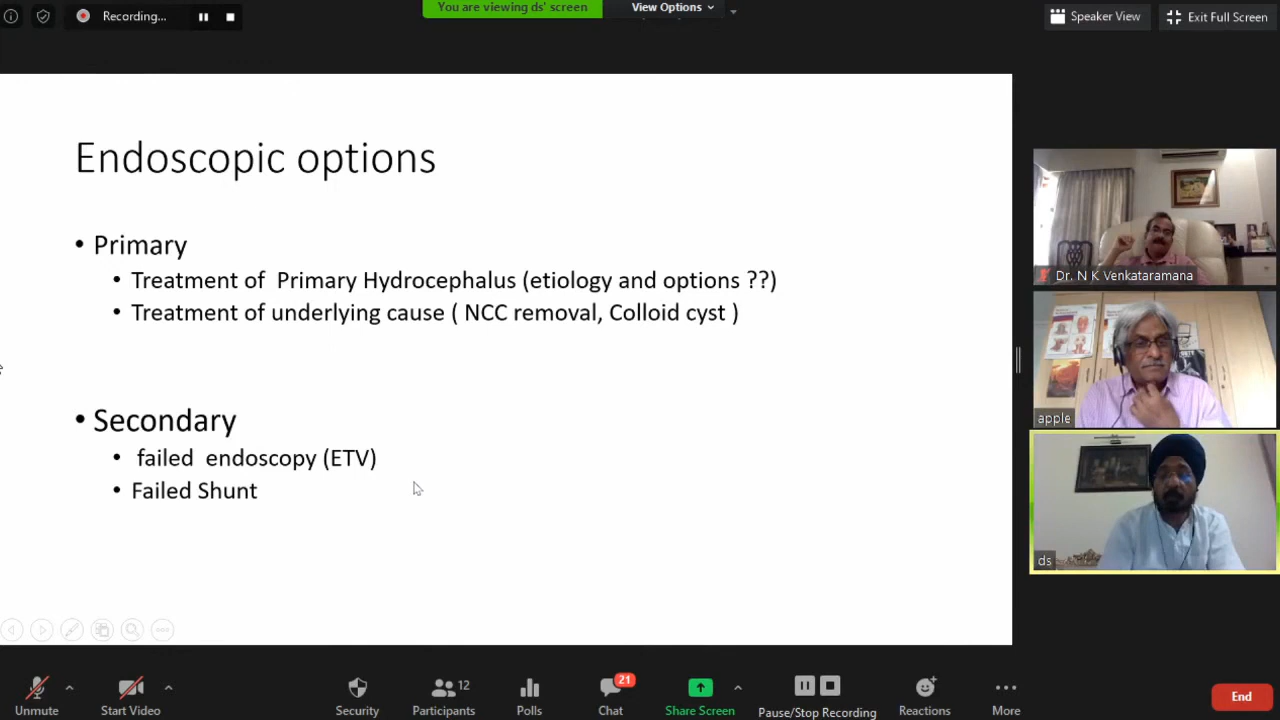 Recording...
You are viewing ds' screen
View Options
Speaker View
Exit Full Screen
Endoscopic options
• Primary
• Treatment of Primary Hydrocephalus (etiology and options ??)
• Treatment of underlying cause ( NCC removal, Colloid cyst )
• Secondary
• failed endoscopy (ETV)
• Failed Shunt
Dr. N K Venkataramana
apple
ds
Unmute
Start Video
Security
Participants 12
Polls
Chat 21
Share Screen
Pause/Stop Recording
Reactions
More
End